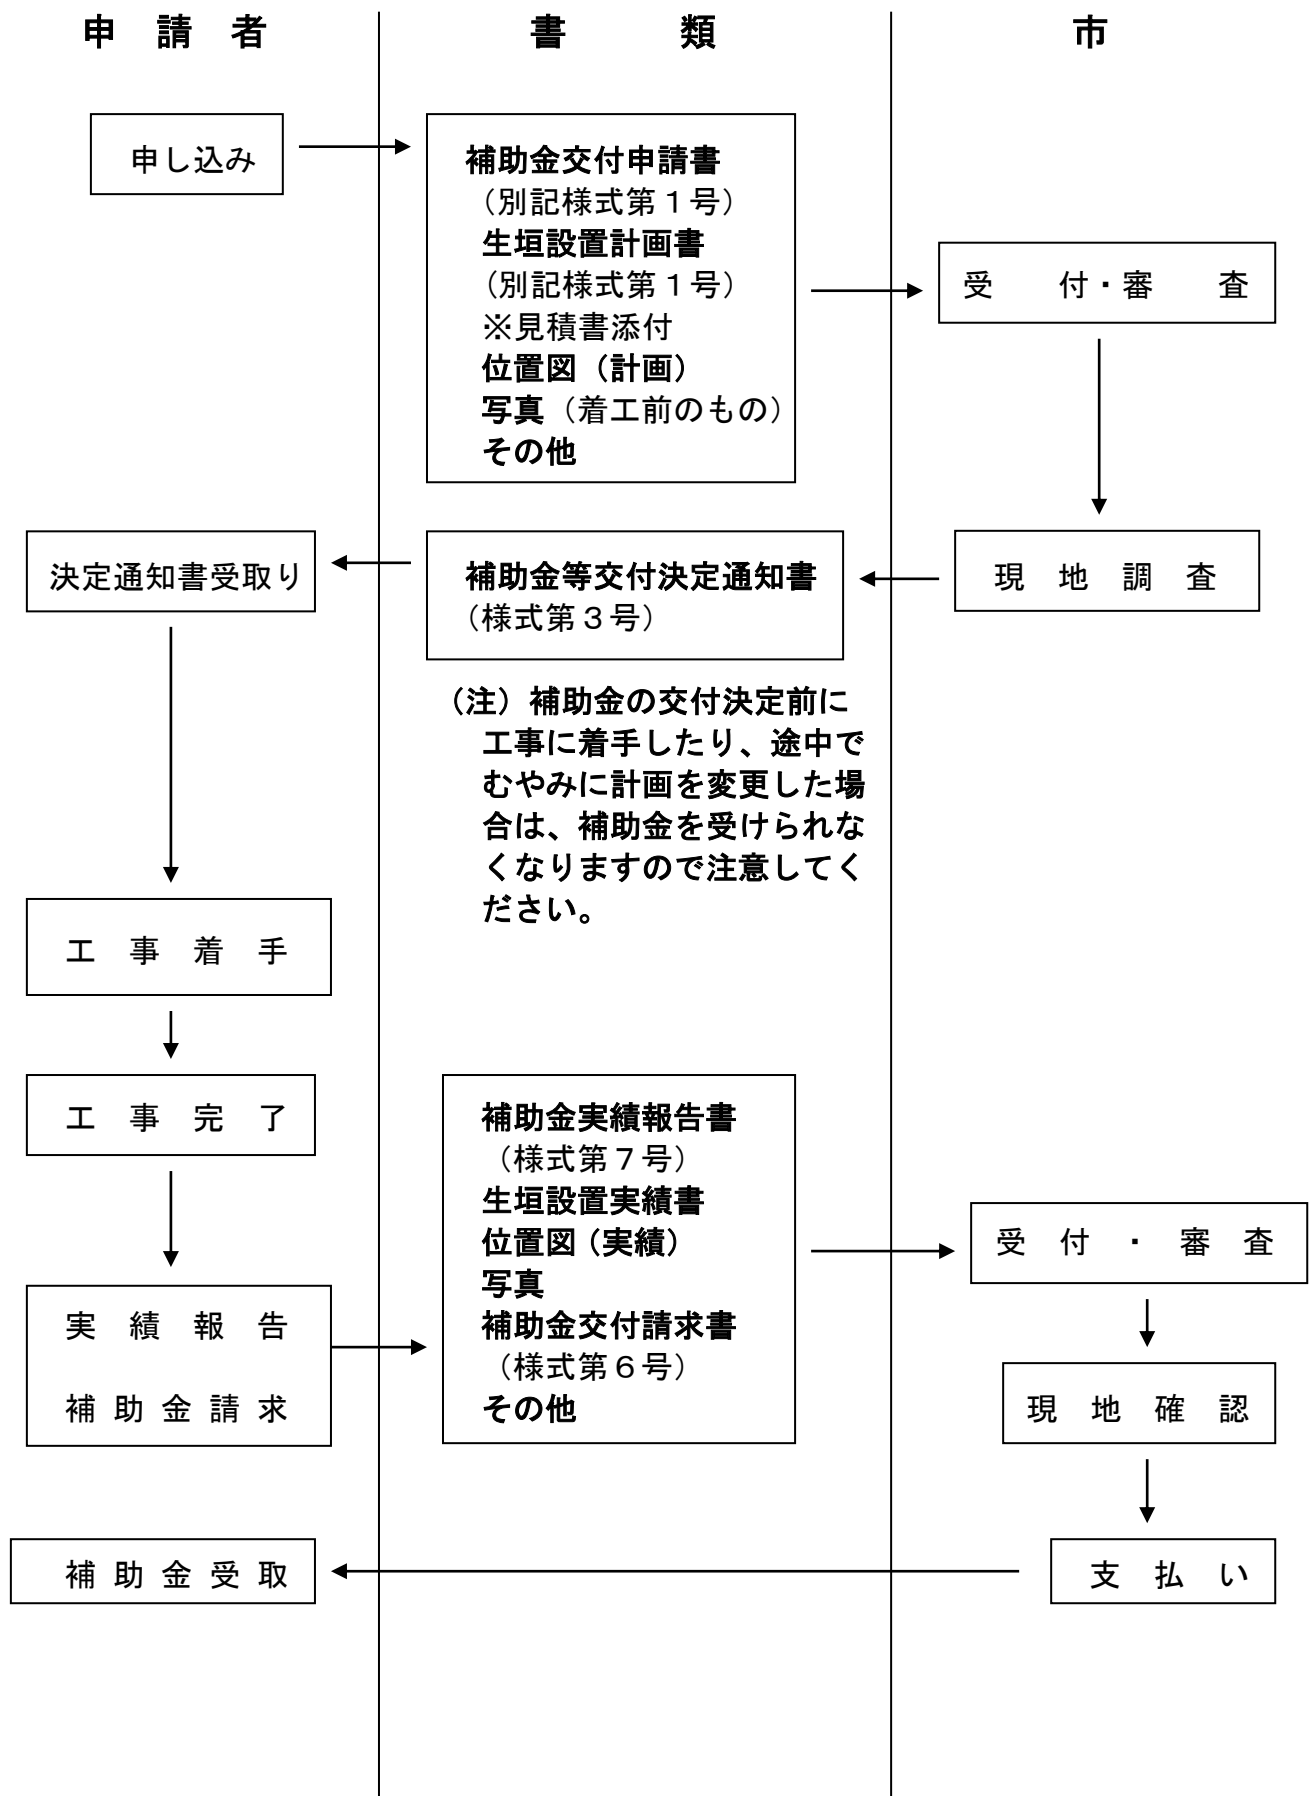 申　請　者
書　　　類
市
申し込み
補助金交付申請書
（別記様式第１号）
生垣設置計画書
（別記様式第１号）
※見積書添付
位置図（計画）
写真（着工前のもの）
その他
受　　付・審　　査
決定通知書受取り
補助金等交付決定通知書
（様式第３号）
現　地　調　査
（注）補助金の交付決定前に
工事に着手したり、途中で
むやみに計画を変更した場
合は、補助金を受けられな
くなりますので注意してく
ださい。
工　事　着　手
工　事　完　了
補助金実績報告書
（様式第７号）
生垣設置実績書
位置図（実績）
写真
補助金交付請求書
（様式第６号）
その他
受　付　・　審　査
実　績　報　告
補 助 金 請 求
現　地　確　認
補 助 金 受 取
支　払　い